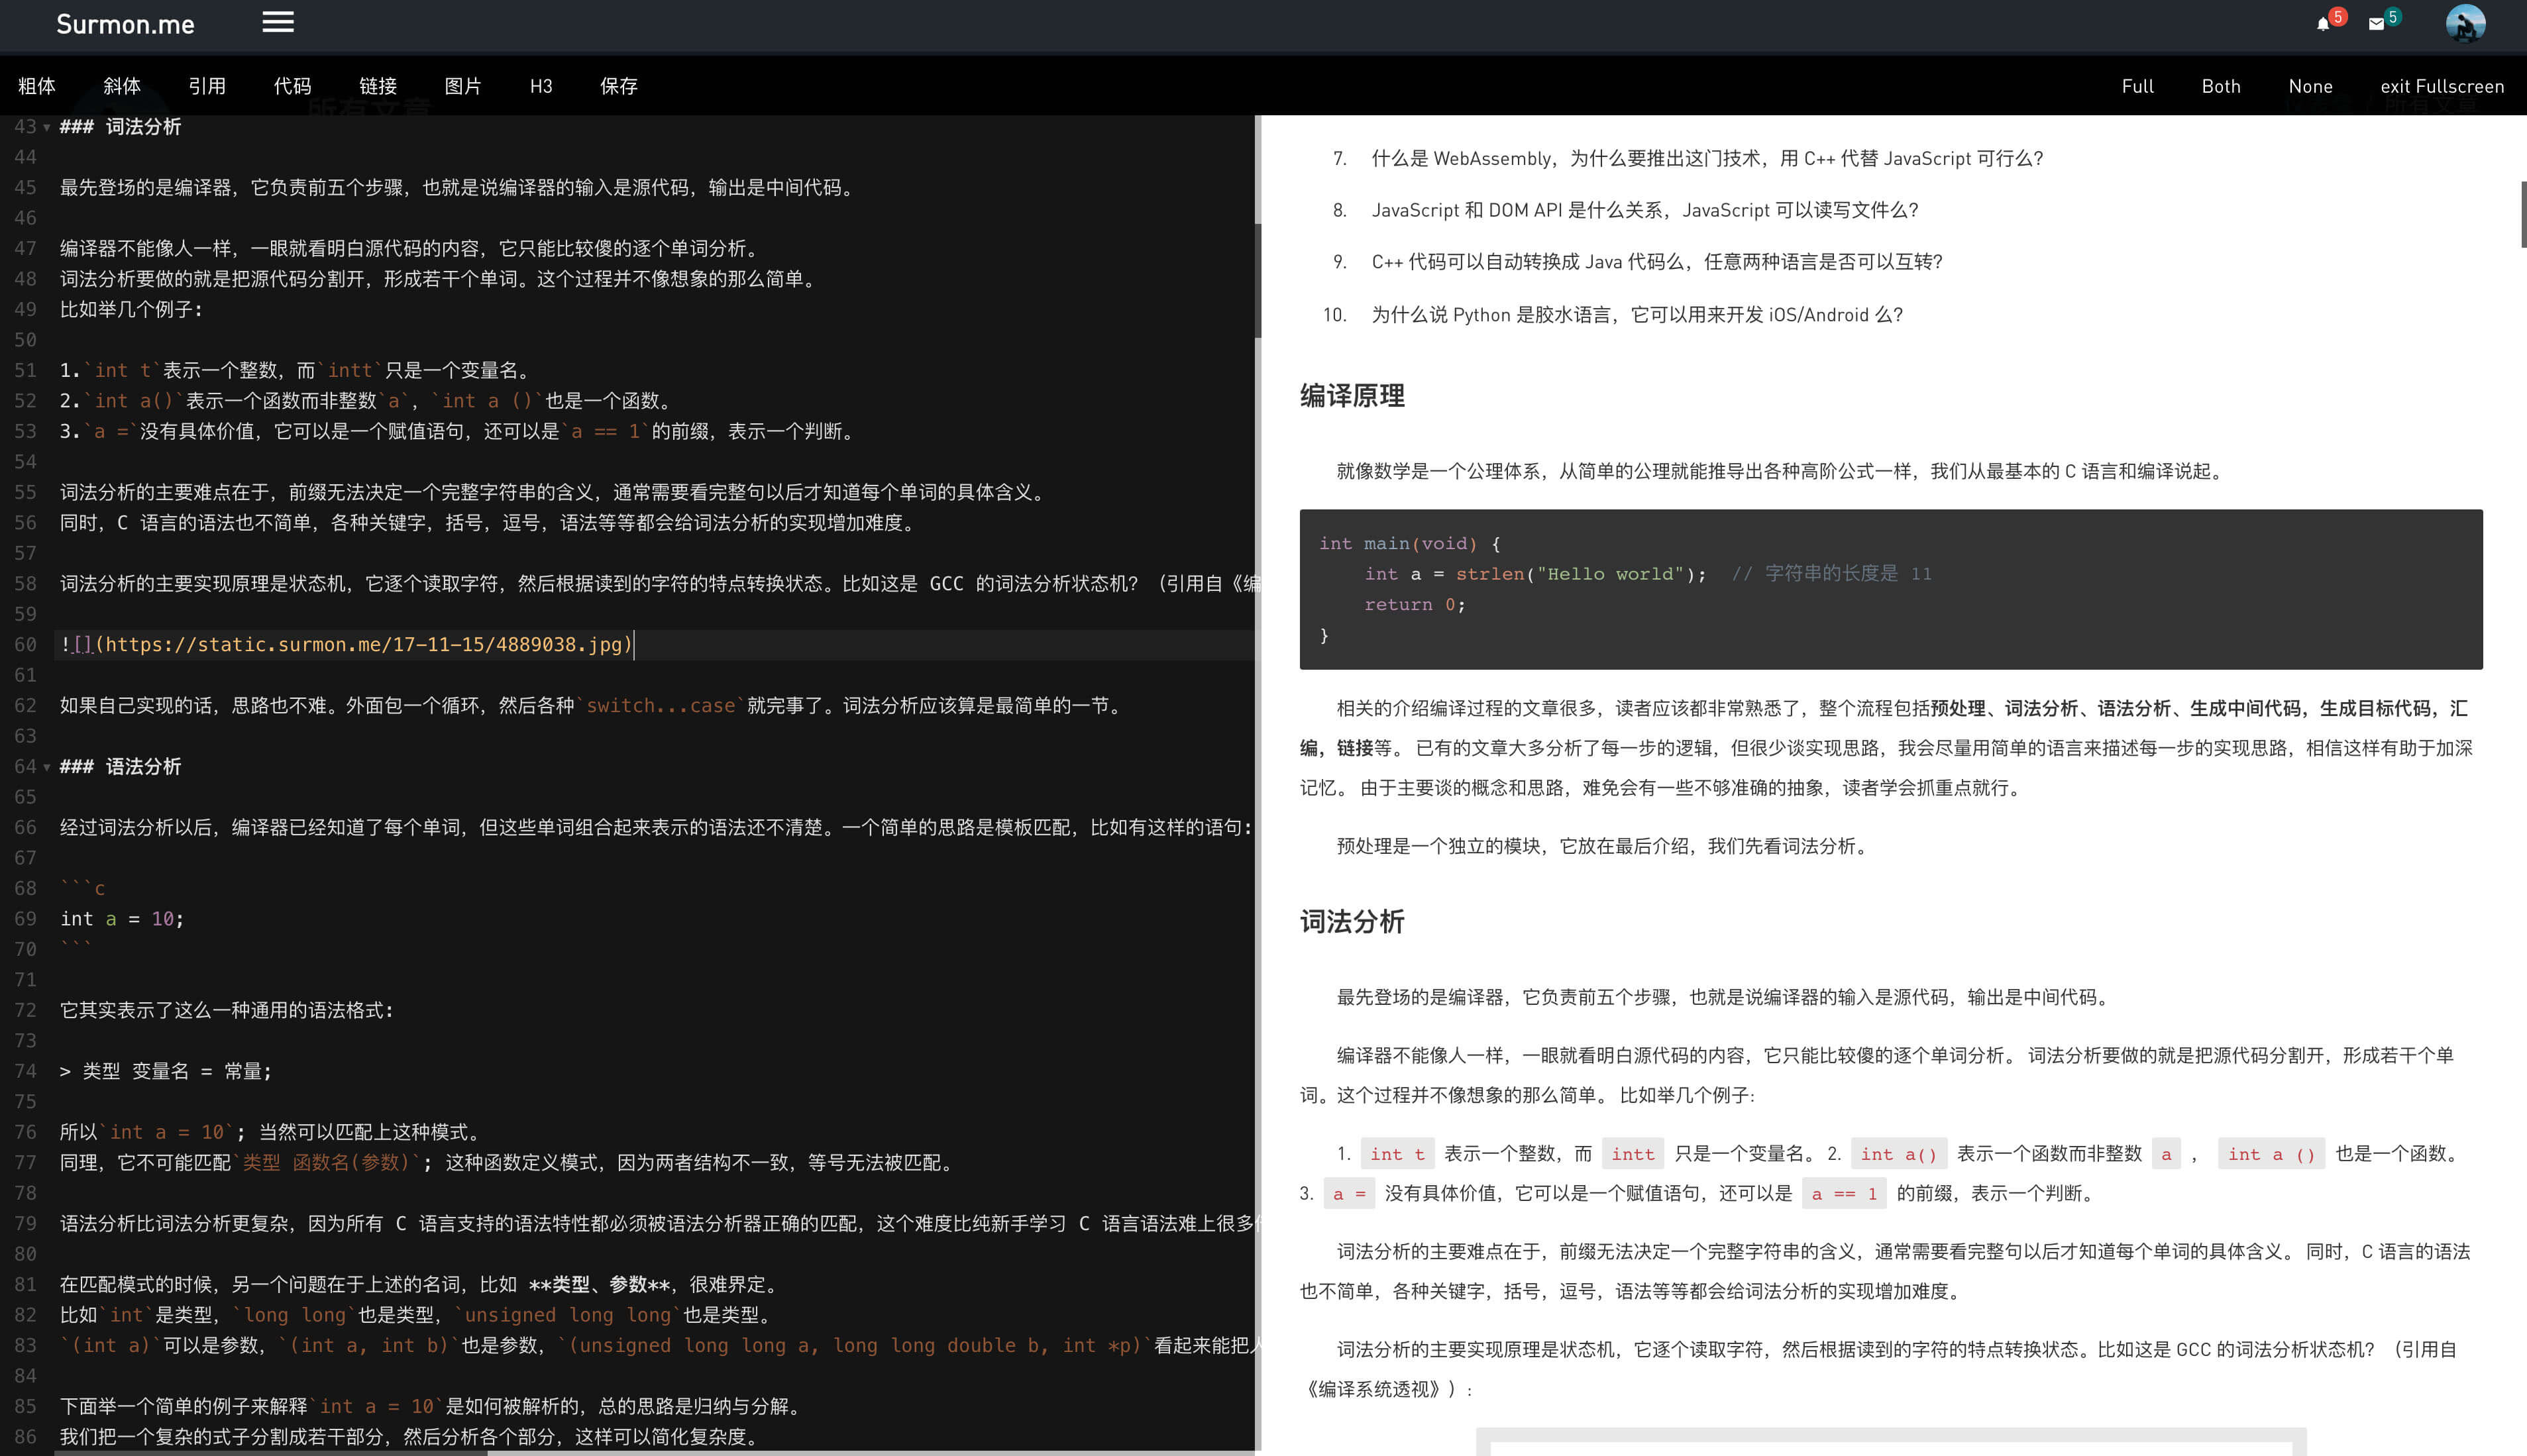 Surmon.me
5
5
粗体 斜体 引用 代码 链接 图片 H3 保存
Full Both None exit Fullscreen
所有文章
43 ### 词法分析
44
45 最先登场的是编译器，它负责前五个步骤，也就是说编译器的输入是源代码，输出是中间代码。
46
47 编译器不能像人一样，一眼就看明白源代码的内容，它只能比较傻的逐个单词分析。
48 词法分析要做的就是把源代码分割开，形成若干个单词。这个过程并不像想象的那么简单。
49 比如举几个例子：
50
51 1.`int t`表示一个整数，而`intt`只是一个变量名。
52 2.`int a()`表示一个函数而非整数`a`，`int a ()`也是一个函数。
53 3.`a =`没有具体价值，它可以是一个赋值语句，还可以是`a == 1`的前缀，表示一个判断。
54
55 词法分析的主要难点在于，前缀无法决定一个完整字符串的含义，通常需要看完整句以后才知道每个单词的具体含义。
56 同时，C 语言的语法也不简单，各种关键字，括号，逗号，语法等等都会给词法分析的实现增加难度。
57
58 词法分析的主要实现原理是状态机，它逐个读取字符，然后根据读到的字符的特点转换状态。比如这是 GCC 的词法分析状态机？（引用自《编
59
60 ![](https://static.surmon.me/17-11-15/4889038.jpg)
61
62 如果自己实现的话，思路也不难。外面包一个循环，然后各种`switch...case`就完事了。词法分析应该算是最简单的一节。
63
64 ### 语法分析
65
66 经过词法分析以后，编译器已经知道了每个单词，但这些单词组合起来表示的语法还不清楚。一个简单的思路是模板匹配，比如有这样的语句：
67
68 ```c
69 int a = 10;
70 ```
71
72 它其实表示了这么一种通用的语法格式：
73
74 > 类型 变量名 = 常量;
75
76 所以`int a = 10`; 当然可以匹配上这种模式。
77 同理，它不可能匹配`类型 函数名(参数)`; 这种函数定义模式，因为两者结构不一致，等号无法被匹配。
78
79 语法分析比词法分析更复杂，因为所有 C 语言支持的语法特性都必须被语法分析器正确的匹配，这个难度比纯新手学习 C 语言语法难上很多
80
81 在匹配模式的时候，另一个问题在于上述的名词，比如 **类型、参数**，很难界定。
82 比如`int`是类型，`long long`也是类型，`unsigned long long`也是类型。
83 `(int a)`可以是参数，`(int a, int b)`也是参数，`(unsigned long long a, long long double b, int *p)`看起来能把人
84
85 下面举一个简单的例子来解释`int a = 10`是如何被解析的，总的思路是归纳与分解。
86 我们把一个复杂的式子分割成若干部分，然后分析各个部分，这样可以简化复杂度。
7. 什么是 WebAssembly，为什么要推出这门技术，用 C++ 代替 JavaScript 可行么？
8. JavaScript 和 DOM API 是什么关系，JavaScript 可以读写文件么？
9. C++ 代码可以自动转换成 Java 代码么，任意两种语言是否可以互转？
10. 为什么说 Python 是胶水语言，它可以用来开发 iOS/Android 么？
编译原理
就像数学是一个公理体系，从简单的公理就能推导出各种高阶公式一样，我们从最基本的 C 语言和编译说起。
int main(void) {
int a = strlen("Hello world"); // 字符串的长度是 11
return 0;
}
相关的介绍编译过程的文章很多，读者应该都非常熟悉了，整个流程包括预处理、词法分析、语法分析、生成中间代码，生成目标代码，汇
编，链接等。 已有的文章大多分析了每一步的逻辑，但很少谈实现思路，我会尽量用简单的语言来描述每一步的实现思路，相信这样有助于加深
记忆。 由于主要谈的概念和思路，难免会有一些不够准确的抽象，读者学会抓重点就行。
预处理是一个独立的模块，它放在最后介绍，我们先看词法分析。
词法分析
最先登场的是编译器，它负责前五个步骤，也就是说编译器的输入是源代码，输出是中间代码。
编译器不能像人一样，一眼就看明白源代码的内容，它只能比较傻的逐个单词分析。 词法分析要做的就是把源代码分割开，形成若干个单
词。这个过程并不像想象的那么简单。 比如举几个例子：
1. int t 表示一个整数，而 intt 只是一个变量名。 2. int a() 表示一个函数而非整数 a ， int a () 也是一个函数。
3. a = 没有具体价值，它可以是一个赋值语句，还可以是 a == 1 的前缀，表示一个判断。
词法分析的主要难点在于，前缀无法决定一个完整字符串的含义，通常需要看完整句以后才知道每个单词的具体含义。 同时，C 语言的语法
也不简单，各种关键字，括号，逗号，语法等等都会给词法分析的实现增加难度。
词法分析的主要实现原理是状态机，它逐个读取字符，然后根据读到的字符的特点转换状态。比如这是 GCC 的词法分析状态机？（引用自
《编译系统透视》）：